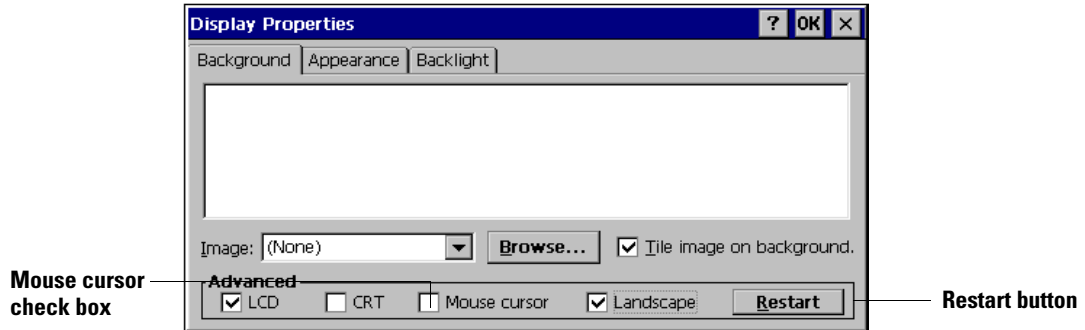 Display Properties ? OK ×
Background Appearance Backlight
Image: (None) Browse... Tile image on background.
Mouse cursor
check box
Advanced
LCD CRT Mouse cursor Landscape Restart
Restart button